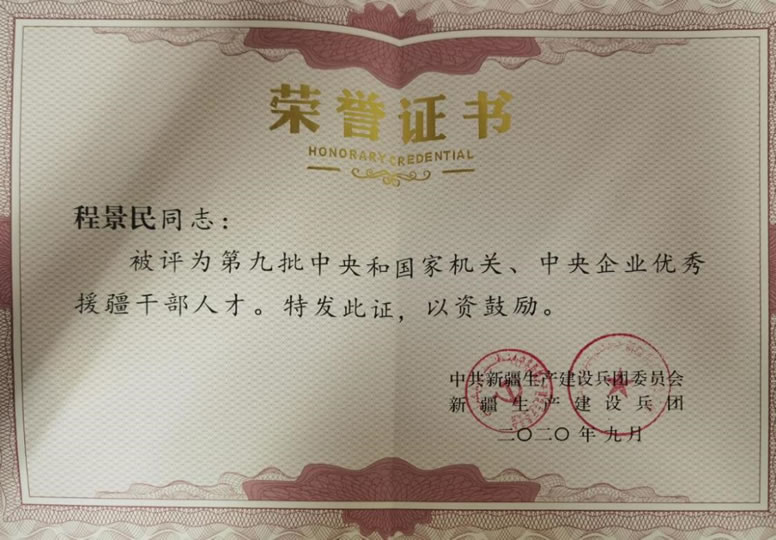 荣誉证书
HONORARY CREDENTIAL
程景民同志：
被评为第九批中央和国家机关、中央企业优秀
援疆干部人才。特发此证，以资鼓励。
中共新疆生产建设兵团委员会
新疆生产建设兵团
二〇二〇年九月